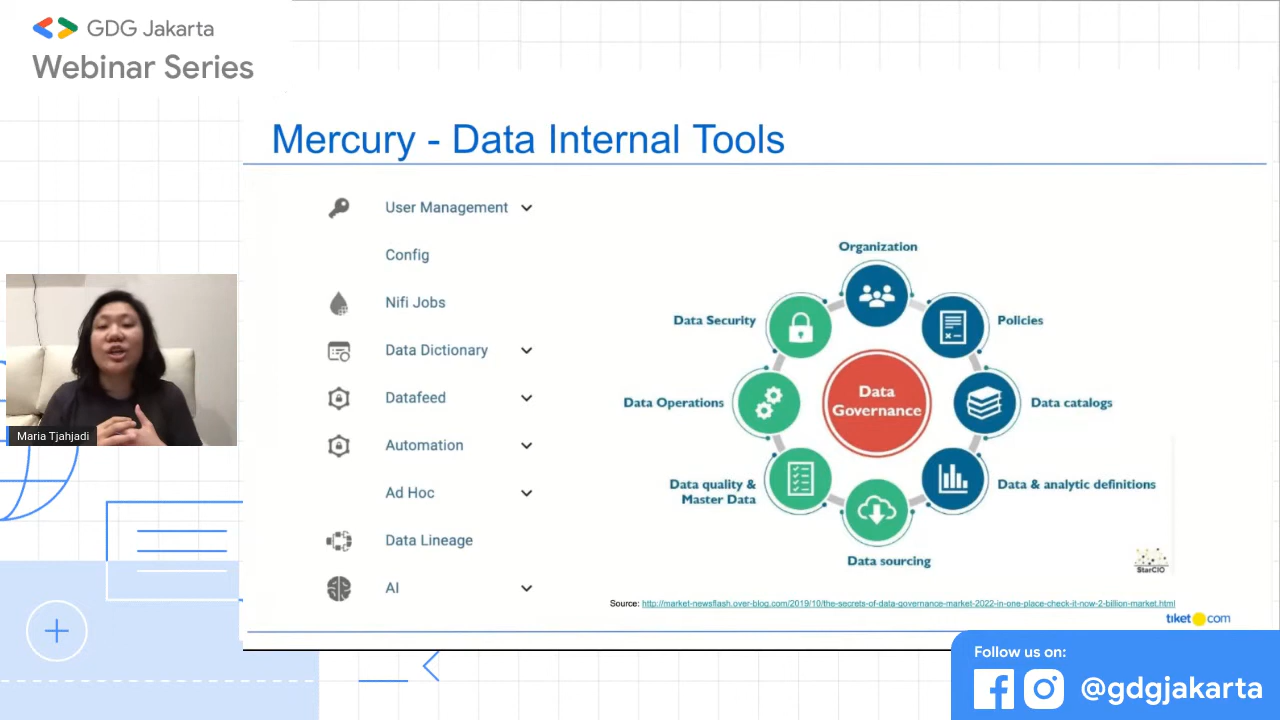 GDG Jakarta
Webinar Series
Mercury - Data Internal Tools
User Management
Config
Nifi Jobs
Data Dictionary
Datafeed
Automation
Ad Hoc
Data Lineage
AI
Organization
Data Security
Policies
Data Operations
Data
Governance
Data catalogs
Data quality &
Master Data
Data & analytic definitions
Data sourcing
StarCIO
Source: http://market-newsflash.over-blog.com/2019/10/the-secrets-of-data-governance-market-2022-in-one-place-check-it-now-2-billion-market.html
tiket.com
Maria Tjahjadi
Follow us on:
@gdgjakarta